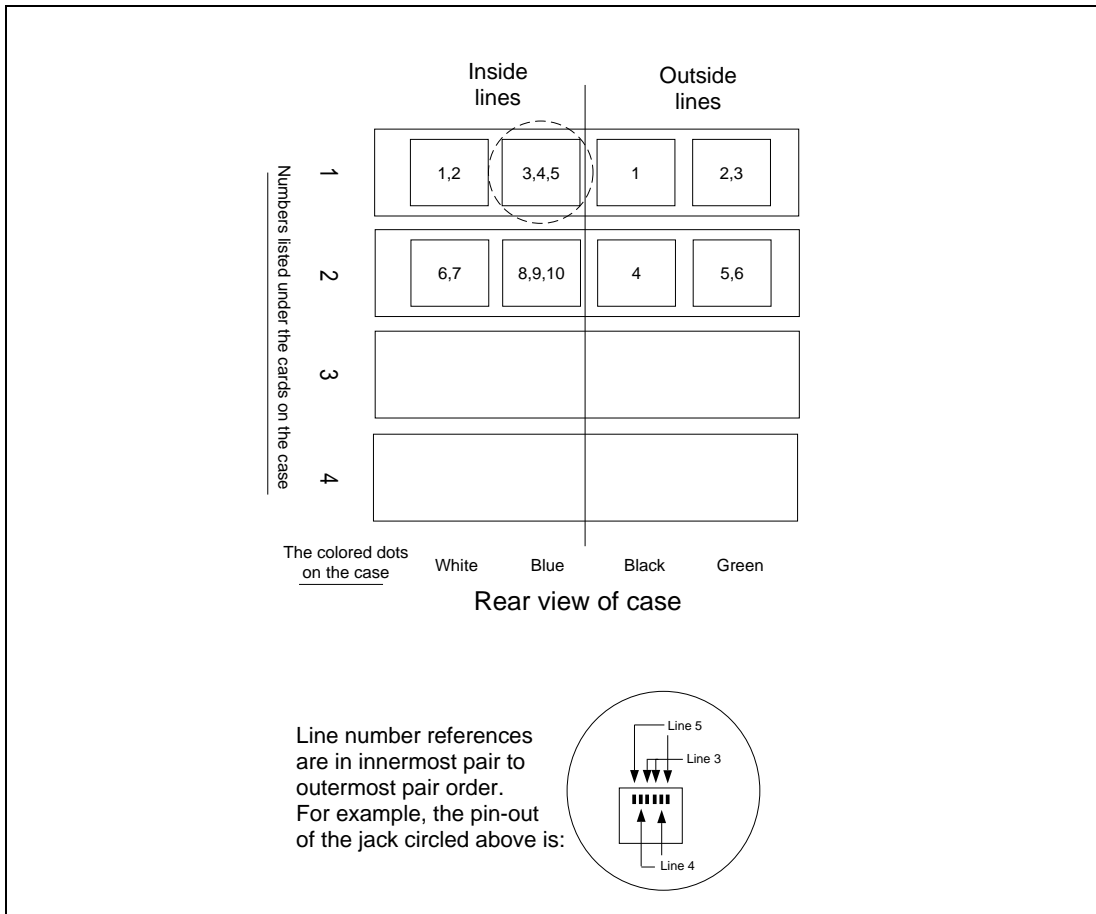 Inside
lines
Outside
lines
Numbers listed under the cards on the case
1
1,2
3,4,5
1
2,3
2
6,7
8,9,10
4
5,6
3
4
The colored dots
on the case
White
Blue
Black
Green
Rear view of case
Line number references
are in innermost pair to
outermost pair order.
For example, the pin-out
of the jack circled above is:
Line 5
Line 3
Line 4